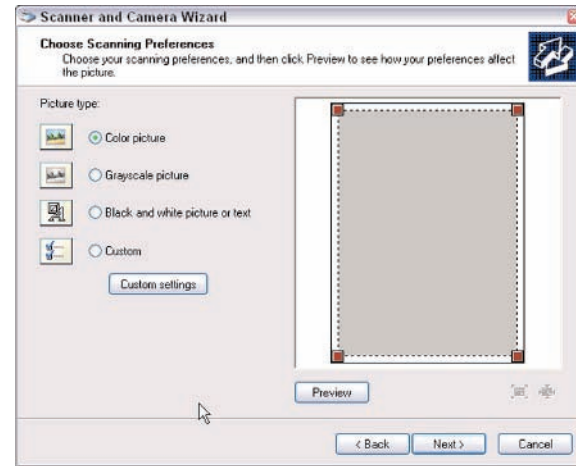 Scanner and Camera Wizard
Choose Scanning Preferences
Choose your scanning preferences, and then click Preview to see how your preferences affect
the picture.
Picture type:
Color picture
Grayscale picture
Black and white picture or text
Custom
Custom settings
Preview
< Back
Next >
Cancel